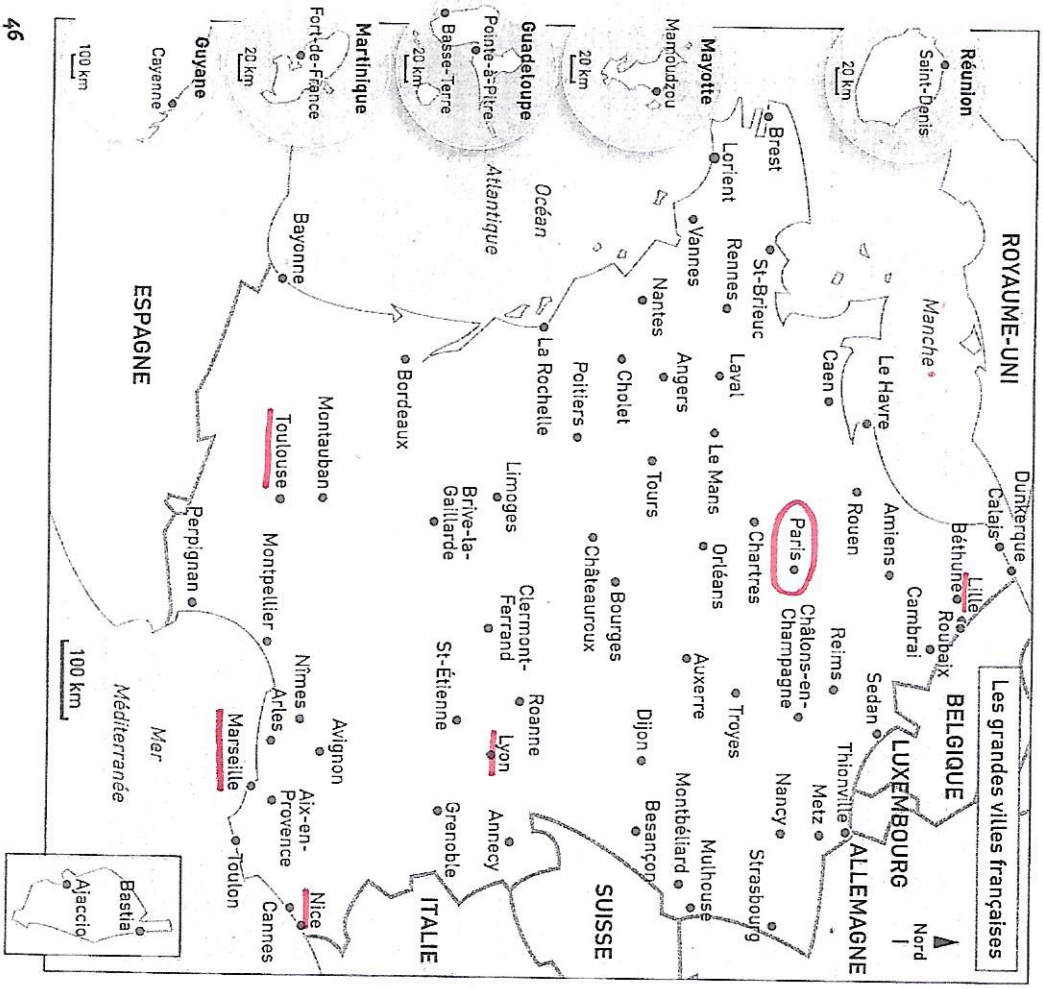 Les grandes villes françaises
Nord
ROYAUME-UNI
Manche
BELGIQUE
LUXEMBOURG
ALLEMAGNE
SUISSE
ITALIE
ESPAGNE
Océan
Atlantique
Mer
Méditerranée
Dunkerque
Calais
Lille
Béthune
Roubaix
Cambrai
Amiens
Sedan
Le Havre
Rouen
Caen
Reims
Thionville
Metz
Châlons-en-
Champagne
Paris
Nancy
Strasbourg
Brest
St-Brieuc
Chartres
Troyes
Rennes
Laval
Le Mans
Orléans
Lorient
Vannes
Auxerre
Mulhouse
Montbéliard
Angers
Tours
Nantes
Dijon
Besançon
Cholet
Bourges
Châteauroux
Poitiers
La Rochelle
Roanne
Annecy
Limoges
Clermont-
Ferrand
Lyon
Brive-la-
Gaillarde
St-Étienne
Grenoble
Bordeaux
Montauban
Avignon
Nîmes
Toulouse
Bayonne
Montpellier
Arles
Aix-en-
Provence
Nice
Cannes
Marseille
Toulon
Perpignan
100 km
Bastia
Ajaccio
Réunion
Saint-Denis
20 km
Mayotte
Mamoudzou
20 km
Guadeloupe
Pointe-à-Pitre
Basse-Terre
20 km
Martinique
Fort-de-France
20 km
Guyane
Cayenne
100 km
46